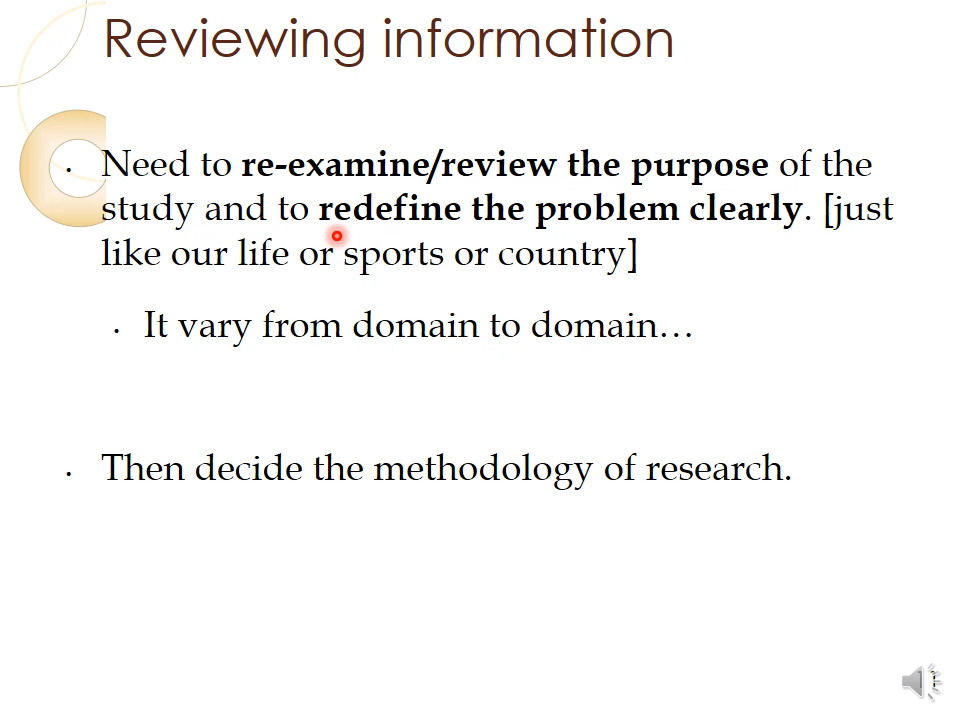 Reviewing information
· Need to re-examine/review the purpose of the
study and to redefine the problem clearly. [just
like our life or sports or country]
· It vary from domain to domain…
· Then decide the methodology of research.